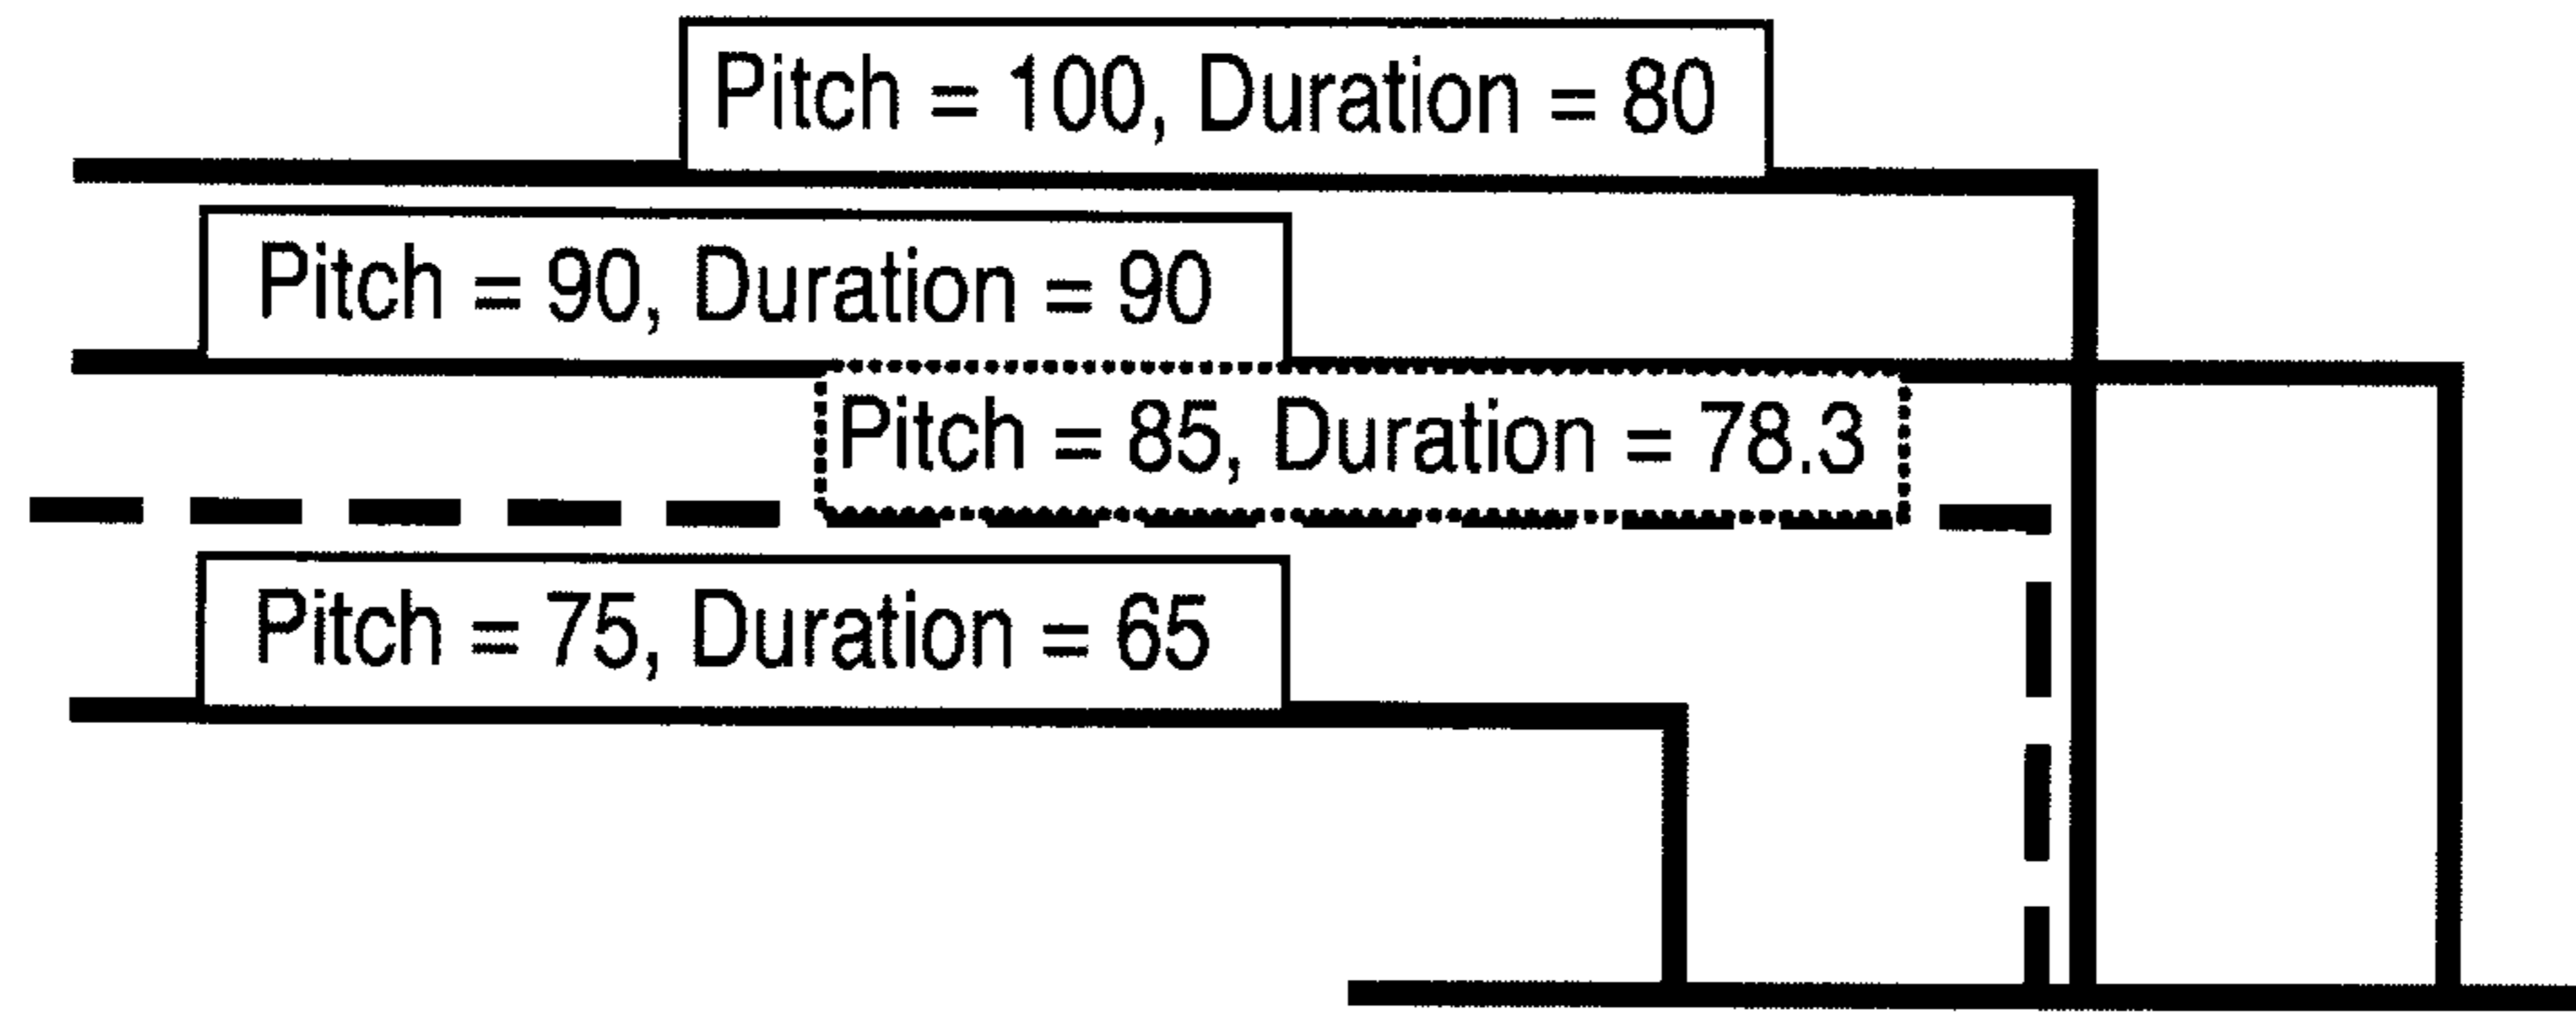 Pitch = 100, Duration = 80
Pitch = 90, Duration = 90
Pitch = 85, Duration = 78.3
Pitch = 75, Duration = 65